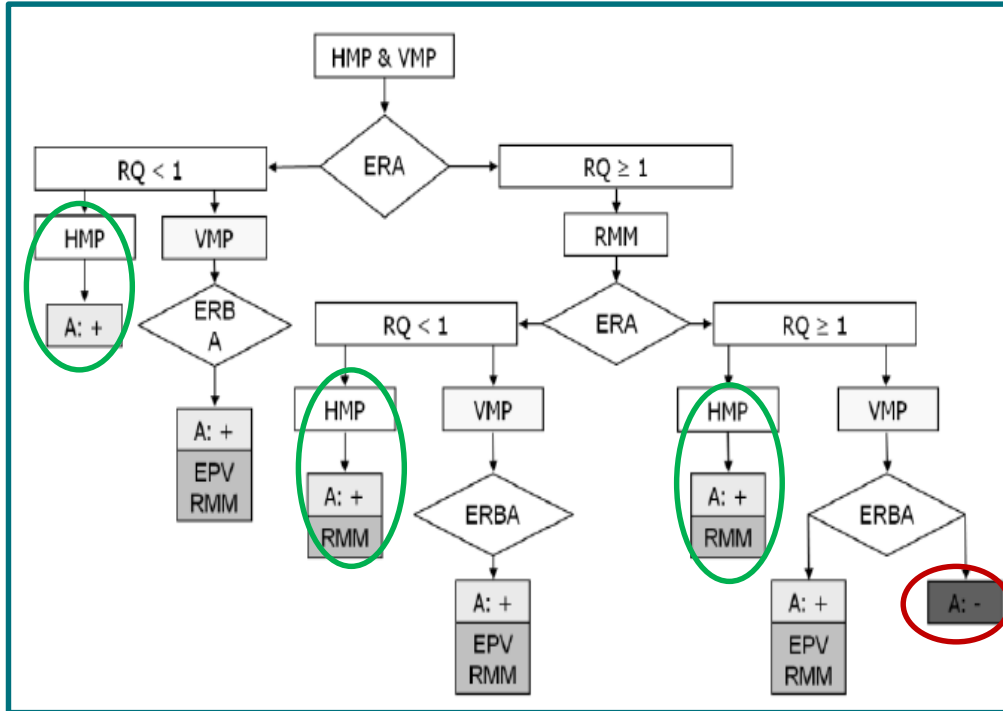 HMP & VMP
ERA
RQ < 1
RQ ≥ 1
HMP
VMP
RMM
A: +
ERB
A
RQ < 1
ERA
RQ ≥ 1
HMP
VMP
HMP
VMP
A: +
EPV
RMM
A: +
RMM
ERBA
A: +
RMM
ERBA
A: +
EPV
RMM
A: +
EPV
RMM
A: -